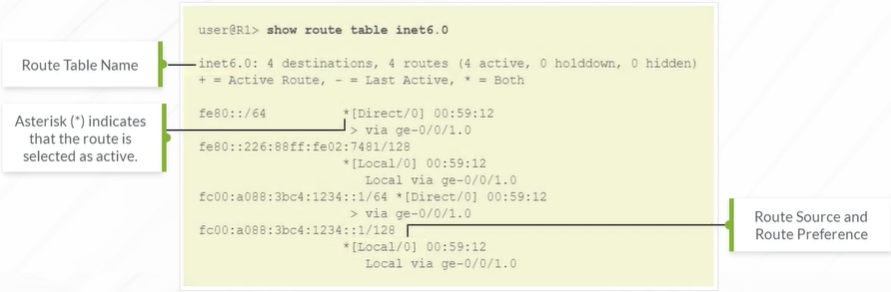 user@R1> show route table inet6.0
Route Table Name
inet6.0: 4 destinations, 4 routes (4 active, 0 holddown, 0 hidden)
+ = Active Route, - = Last Active, * = Both
Asterisk (*) indicates
that the route is
selected as active.
fe80::/64 *[Direct/0] 00:59:12
> via ge-0/0/1.0
fe80::226:88ff:fe02:7481/128
*[Local/0] 00:59:12
Local via ge-0/0/1.0
fc00:a088:3bc4:1234::1/64 *[Direct/0] 00:59:12
> via ge-0/0/1.0
fc00:a088:3bc4:1234::1/128
*[Local/0] 00:59:12
Local via ge-0/0/1.0
Route Source and
Route Preference